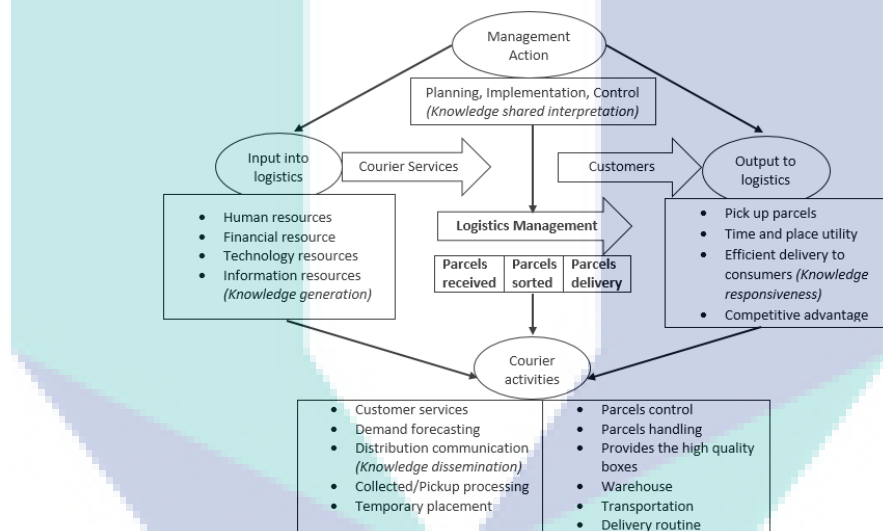 Management
Action
Planning, Implementation, Control
(Knowledge shared interpretation)
Input into
logistics
Courier Services
Customers
Output to
logistics
• Human resources
• Financial resource
• Technology resources
• Information resources
(Knowledge generation)
Logistics Management
Parcels
received
Parcels
sorted
Parcels
delivery
• Pick up parcels
• Time and place utility
• Efficient delivery to
consumers (Knowledge
responsiveness)
• Competitive advantage
Courier
activities
• Customer services
• Demand forecasting
• Distribution communication
(Knowledge dissemination)
• Collected/Pickup processing
• Temporary placement
• Parcels control
• Parcels handling
• Provides the high quality
boxes
• Warehouse
• Transportation
• Delivery routine